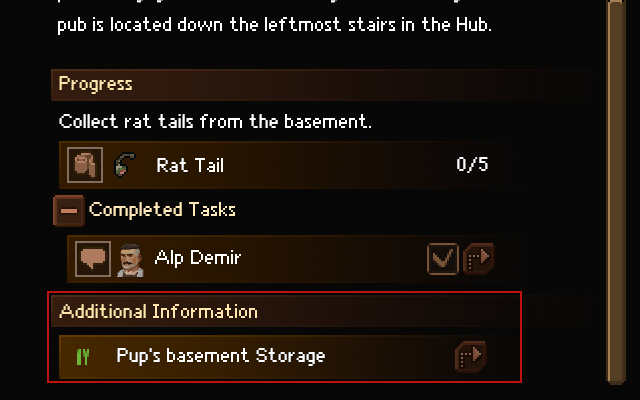 pub is located down the leftmost stairs in the Hub.
Progress
Collect rat tails from the basement.
Rat Tail 0/5
Completed Tasks
Alp Demir
Additional Information
Pup's basement Storage